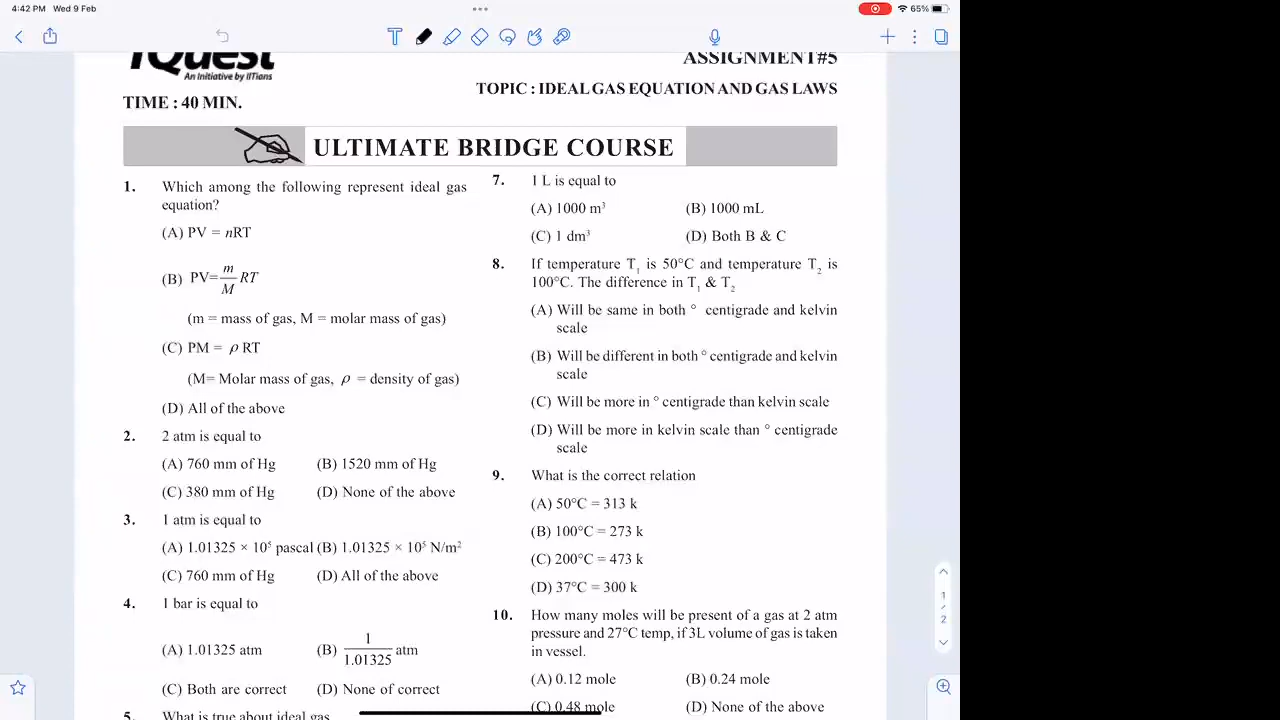 4:42 PM Wed 9 Feb
65%
iQuest
An Initiative by IITians
ASSIGNMENT#5
TOPIC : IDEAL GAS EQUATION AND GAS LAWS
TIME : 40 MIN.
ULTIMATE BRIDGE COURSE
1. Which among the following represent ideal gas
equation?
(A) PV = nRT
(B) PV= m/M RT
(m = mass of gas, M = molar mass of gas)
(C) PM = ρ RT
(M= Molar mass of gas, ρ = density of gas)
(D) All of the above
2. 2 atm is equal to
(A) 760 mm of Hg (B) 1520 mm of Hg
(C) 380 mm of Hg (D) None of the above
3. 1 atm is equal to
(A) 1.01325 × 10⁵ pascal (B) 1.01325 × 10⁵ N/m²
(C) 760 mm of Hg (D) All of the above
4. 1 bar is equal to
(A) 1.01325 atm (B) 1/1.01325 atm
(C) Both are correct (D) None of correct
5. What is true about ideal gas
7. 1 L is equal to
(A) 1000 m³ (B) 1000 mL
(C) 1 dm³ (D) Both B & C
8. If temperature T₁ is 50°C and temperature T₂ is
100°C. The difference in T₁ & T₂
(A) Will be same in both ° centigrade and kelvin
scale
(B) Will be different in both ° centigrade and kelvin
scale
(C) Will be more in ° centigrade than kelvin scale
(D) Will be more in kelvin scale than ° centigrade
scale
9. What is the correct relation
(A) 50°C = 313 k
(B) 100°C = 273 k
(C) 200°C = 473 k
(D) 37°C = 300 k
10. How many moles will be present of a gas at 2 atm
pressure and 27°C temp, if 3L volume of gas is taken
in vessel.
(A) 0.12 mole (B) 0.24 mole
(C) 0.48 mole (D) None of the above
1
/
2